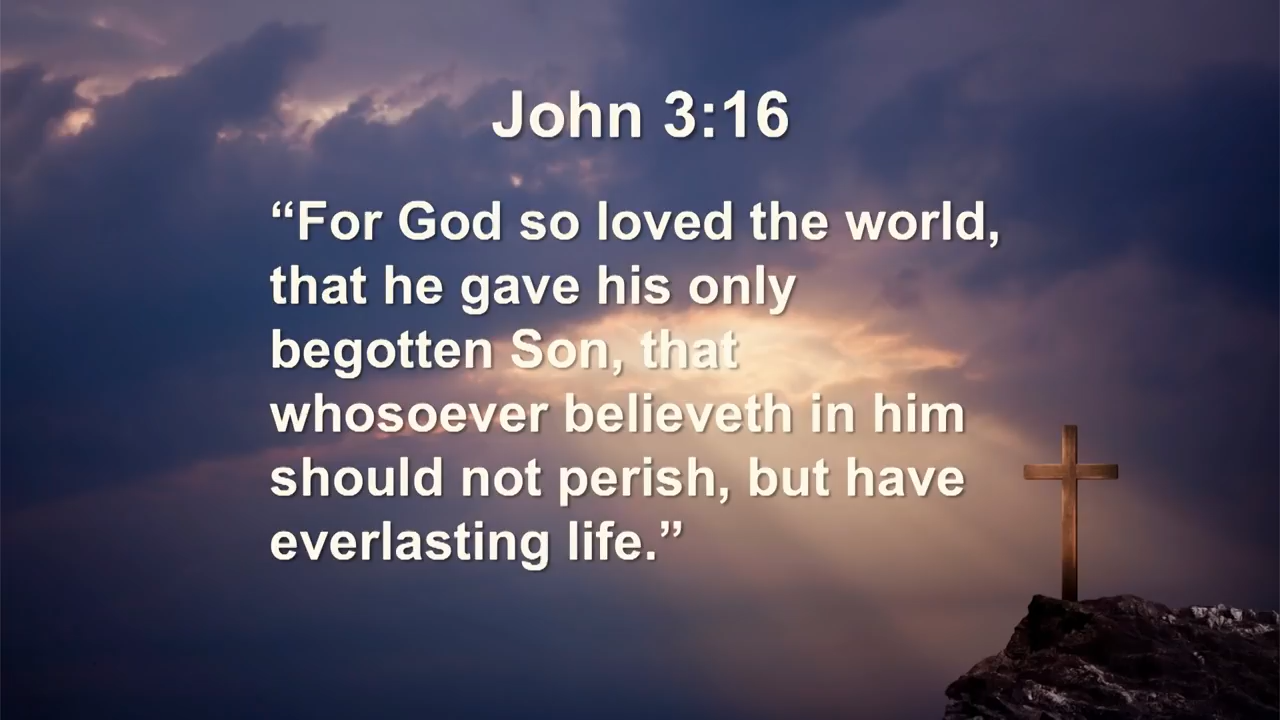 John 3:16
“For God so loved the world,
that he gave his only
begotten Son, that
whosoever believeth in him
should not perish, but have
everlasting life.”